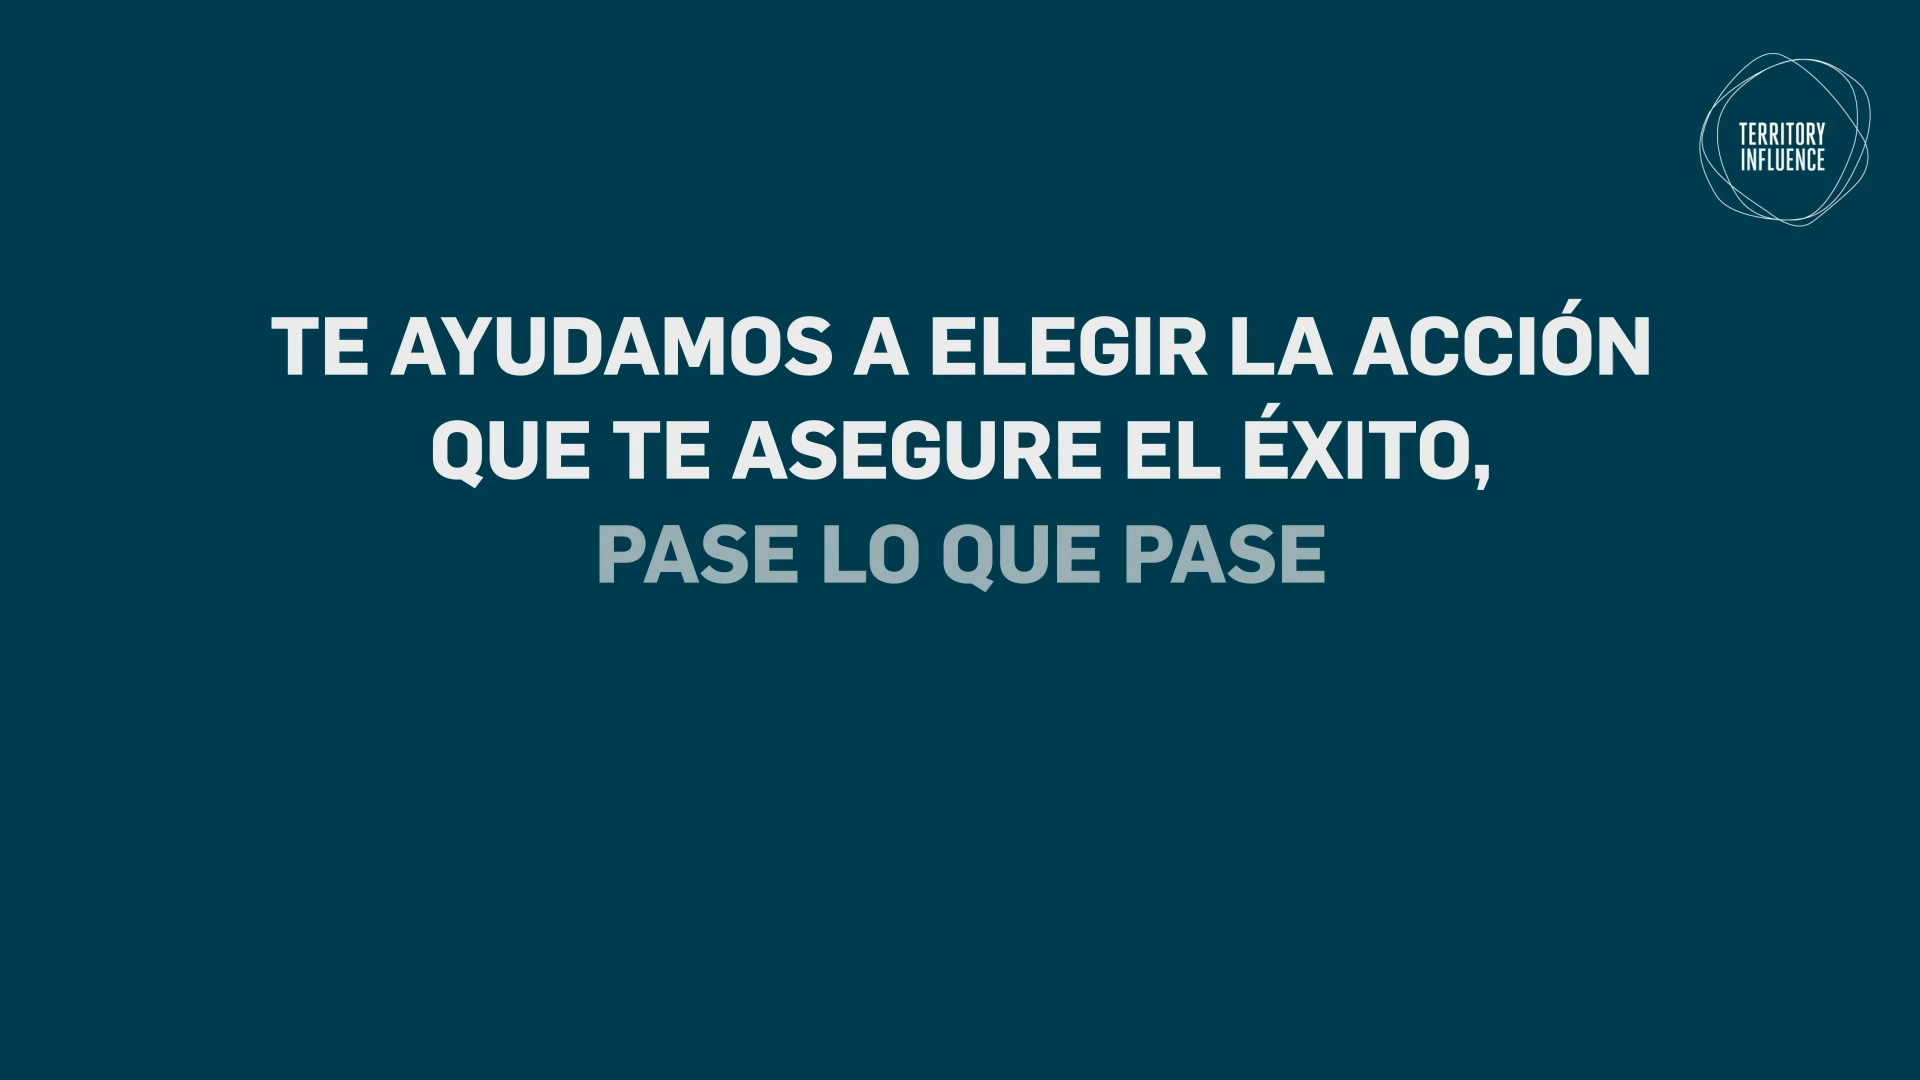 TERRITORY
INFLUENCE
TE AYUDAMOS A ELEGIR LA ACCIÓN
QUE TE ASEGURE EL ÉXITO,
PASE LO QUE PASE